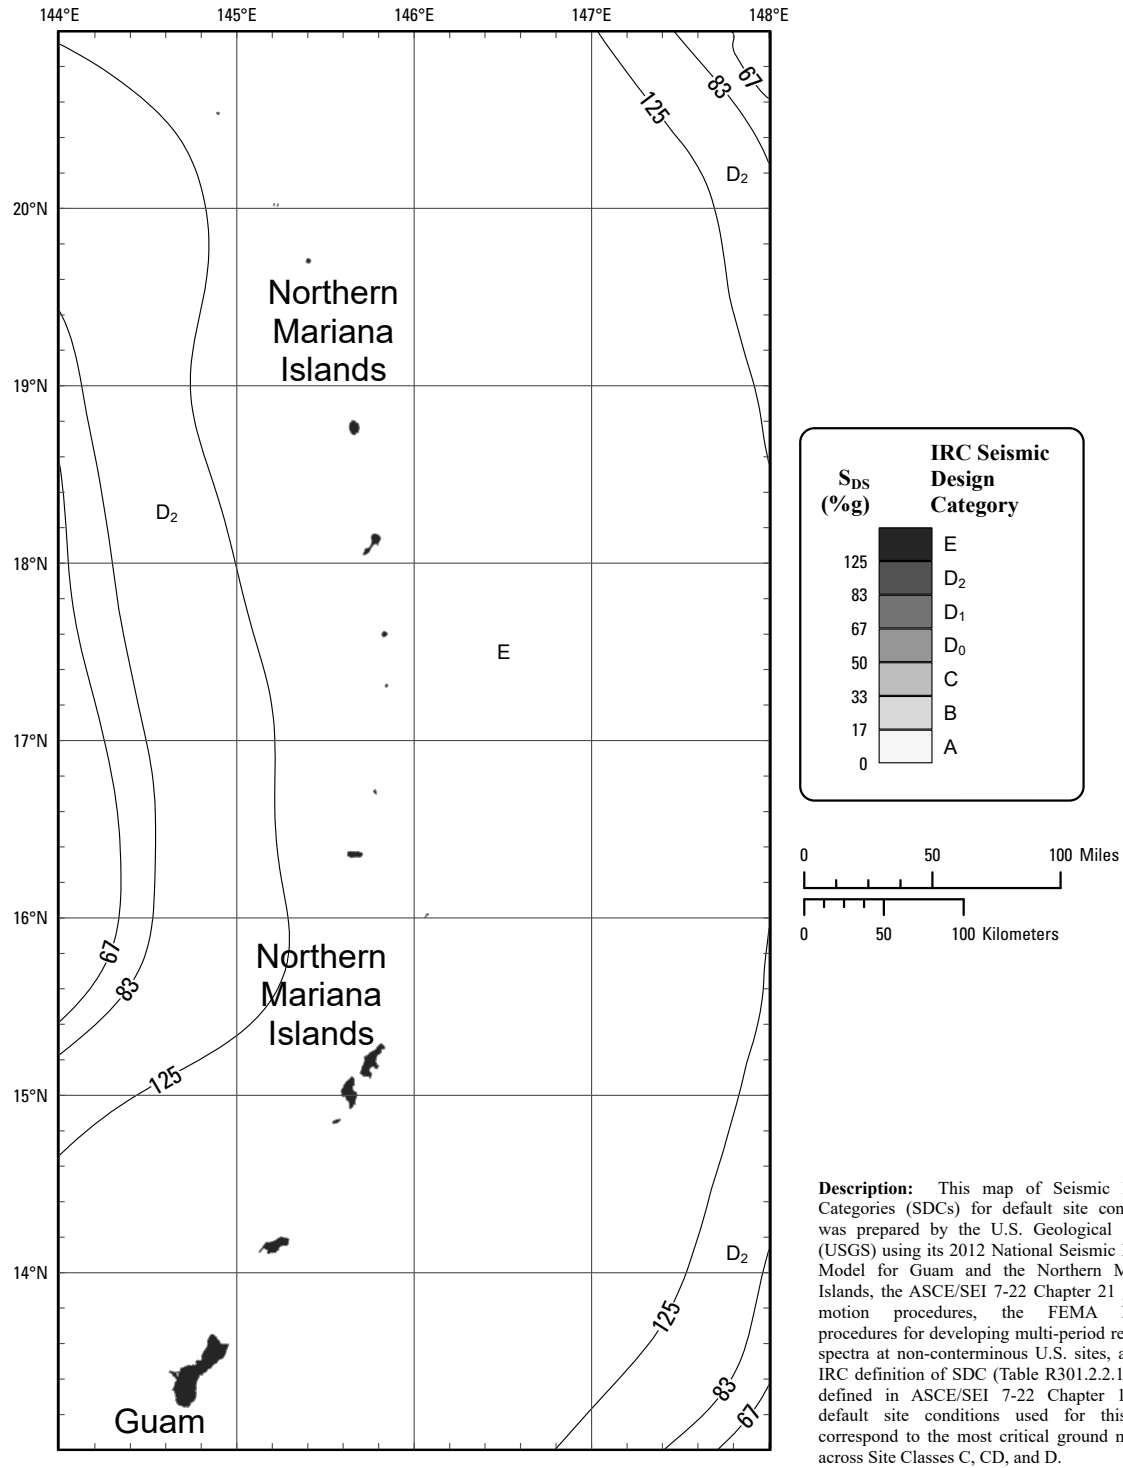 144°E 145°E 146°E 147°E 148°E
67
83
125
D2
20°N
Northern
Mariana
Islands
19°N
D2
18°N
E
17°N
16°N
67
83
Northern
Mariana
Islands
125
15°N
D2
14°N
125
83
67
Guam
SDS
(%g)
IRC Seismic
Design
Category
E
125
D2
83
D1
67
D0
50
C
33
B
17
A
0
0 50 100 Miles
0 50 100 Kilometers
Description: This map of Seismic
Categories (SDCs) for default site
was prepared by the U.S. Geological
(USGS) using its 2012 National Seismic
Model for Guam and the Northern
Islands, the ASCE/SEI 7-22 Chapter 21
motion procedures, the FEMA
procedures for developing multi-period
spectra at non-conterminous U.S. sites,
IRC definition of SDC (Table R301.2.2.1
defined in ASCE/SEI 7-22 Chapter
default site conditions used for
correspond to the most critical ground
across Site Classes C, CD, and D.